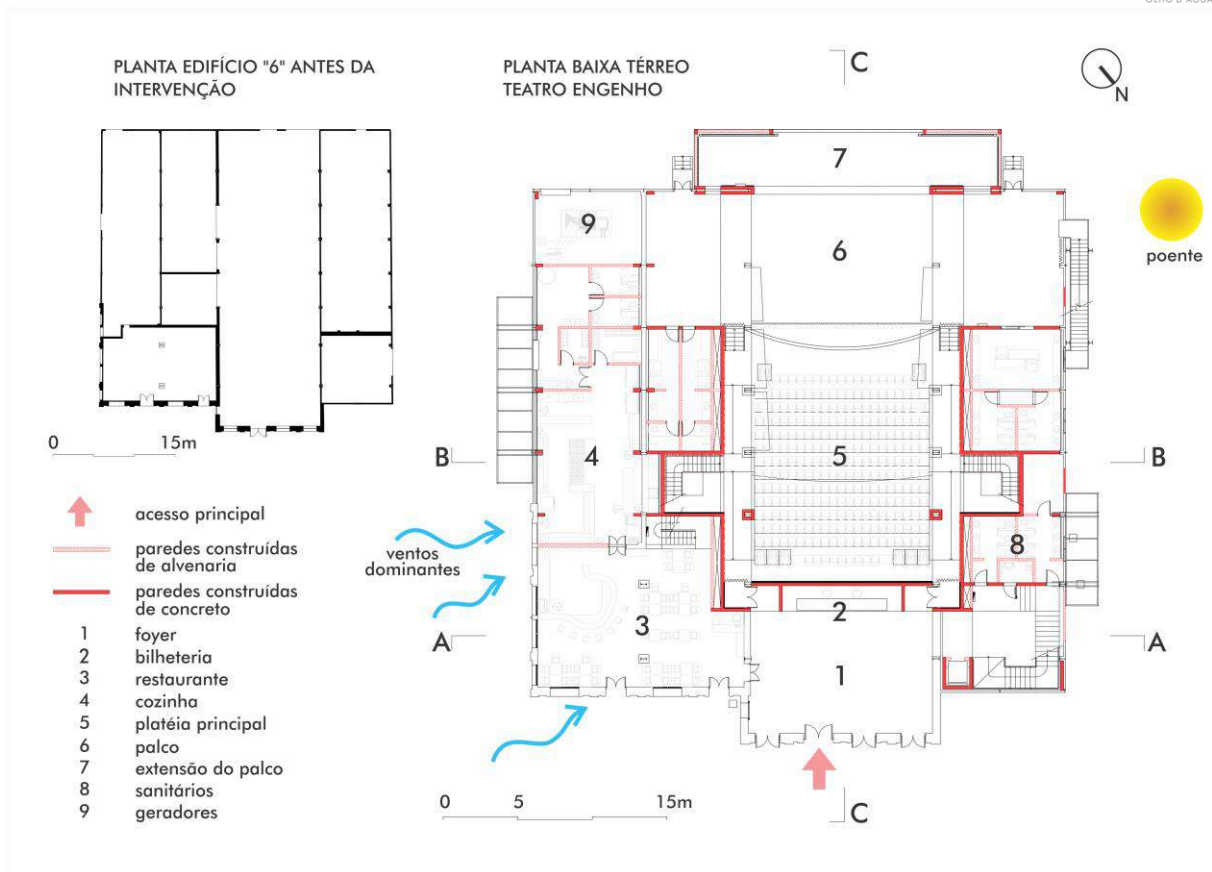 OLHO D'ÁGUA
PLANTA EDIFÍCIO "6" ANTES DA
INTERVENÇÃO
PLANTA BAIXA TÉRREO
TEATRO ENGENHO
C
N
7
9
6
poente
0 15m
B
4
5
B
acesso principal
paredes construídas
de alvenaria
paredes construídas
de concreto
ventos
dominantes
8
A
3
2
A
1
1 foyer
2 bilheteria
3 restaurante
4 cozinha
5 platéia principal
6 palco
7 extensão do palco
8 sanitários
9 geradores
0 5 15m
C